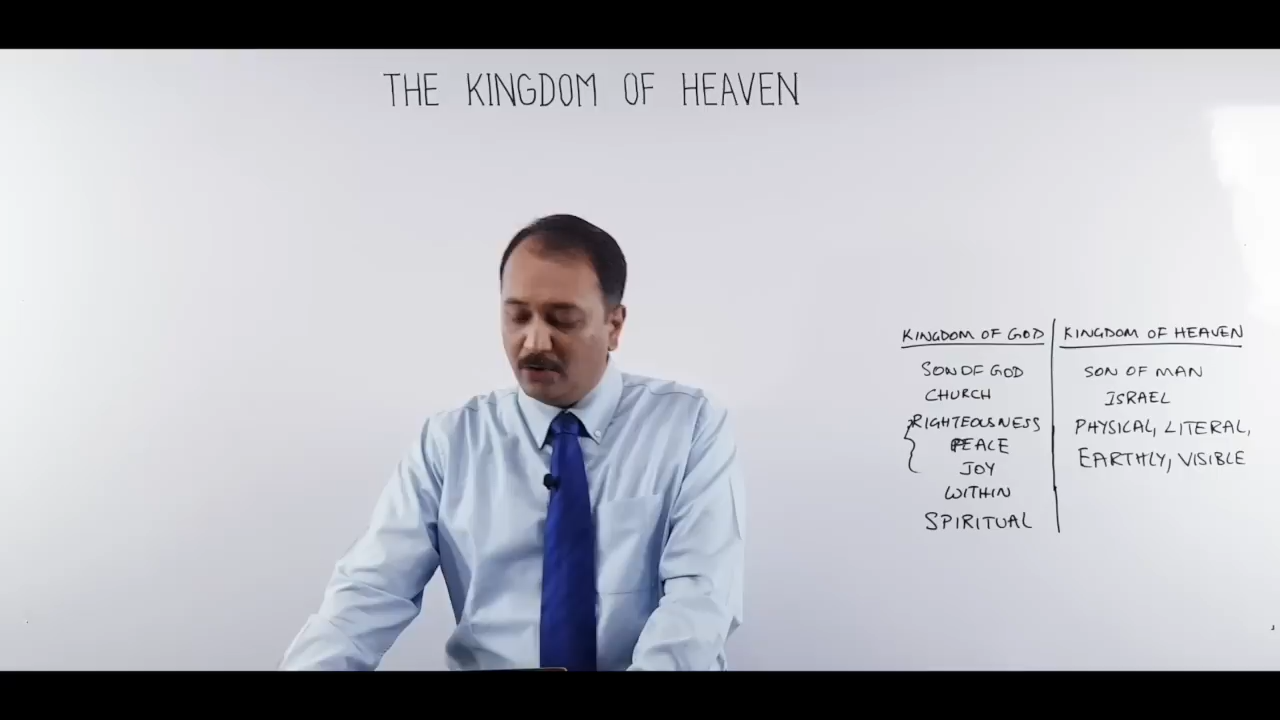 THE KINGDOM OF HEAVEN
KINGDOM OF GOD
SON OF GOD
CHURCH
RIGHTEOUSNESS
PEACE
JOY
WITHIN
SPIRITUAL
KINGDOM OF HEAVEN
SON OF MAN
ISRAEL
PHYSICAL, LITERAL,
EARTHLY, VISIBLE